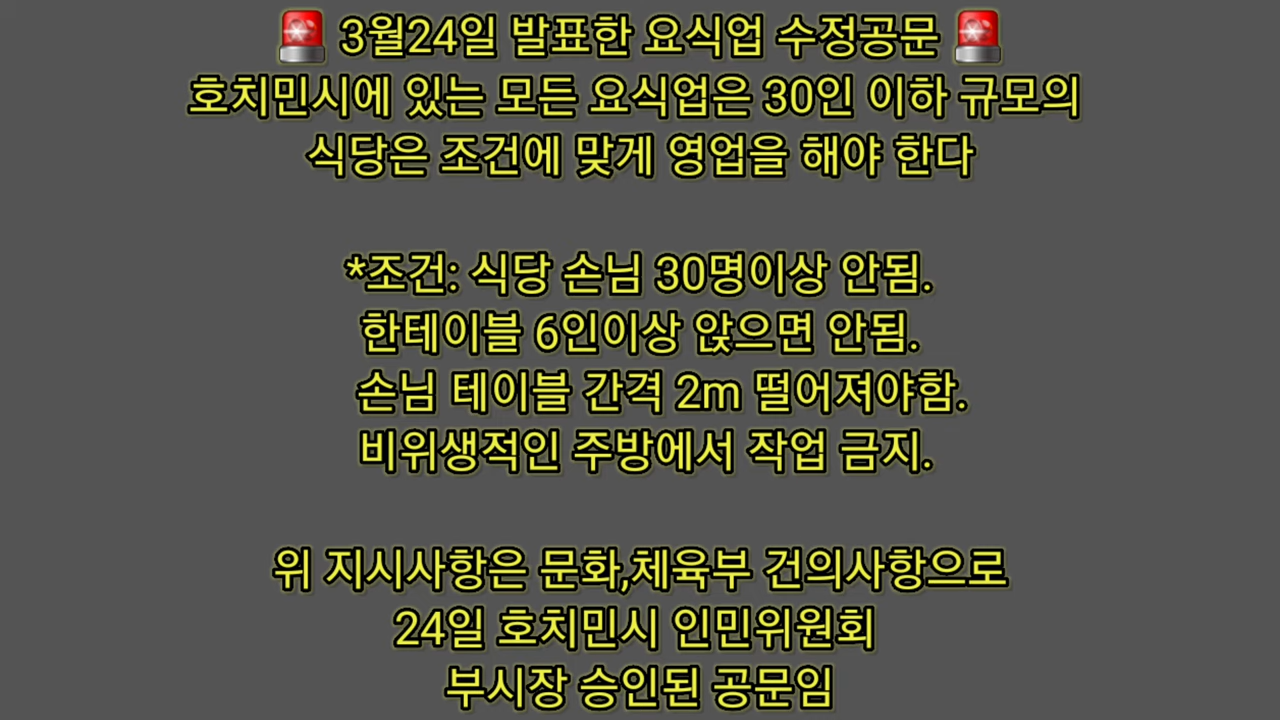 🚨 3월24일 발표한 요식업 수정공문 🚨
호치민시에 있는 모든 요식업은 30인 이하 규모의
식당은 조건에 맞게 영업을 해야 한다
*조건: 식당 손님 30명이상 안됨.
한테이블 6인이상 앉으면 안됨.
손님 테이블 간격 2m 떨어져야함.
비위생적인 주방에서 작업 금지.
위 지시사항은 문화,체육부 건의사항으로
24일 호치민시 인민위원회
부시장 승인된 공문임